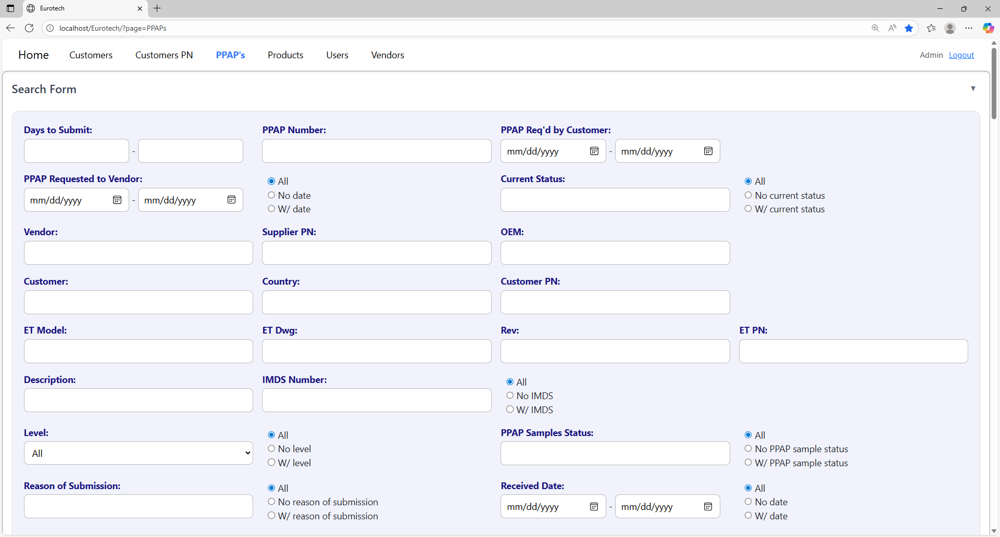 Eurotech
localhost/Eurotech/?page=PPAPs
Home Customers Customers PN PPAP's Products Users Vendors Admin Logout
Search Form
Days to Submit: PPAP Number: PPAP Req'd by Customer:
- mm/dd/yyyy - mm/dd/yyyy
PPAP Requested to Vendor: All Current Status: All
mm/dd/yyyy - mm/dd/yyyy No date No current status
W/ date W/ current status
Vendor: Supplier PN: OEM:
Customer: Country: Customer PN:
ET Model: ET Dwg: Rev: ET PN:
Description: IMDS Number: All
No IMDS
W/ IMDS
Level: All PPAP Samples Status: All
All No level No PPAP sample status
W/ level W/ PPAP sample status
Reason of Submission: All Received Date: All
No reason of submission mm/dd/yyyy - mm/dd/yyyy No date
W/ reason of submission W/ date